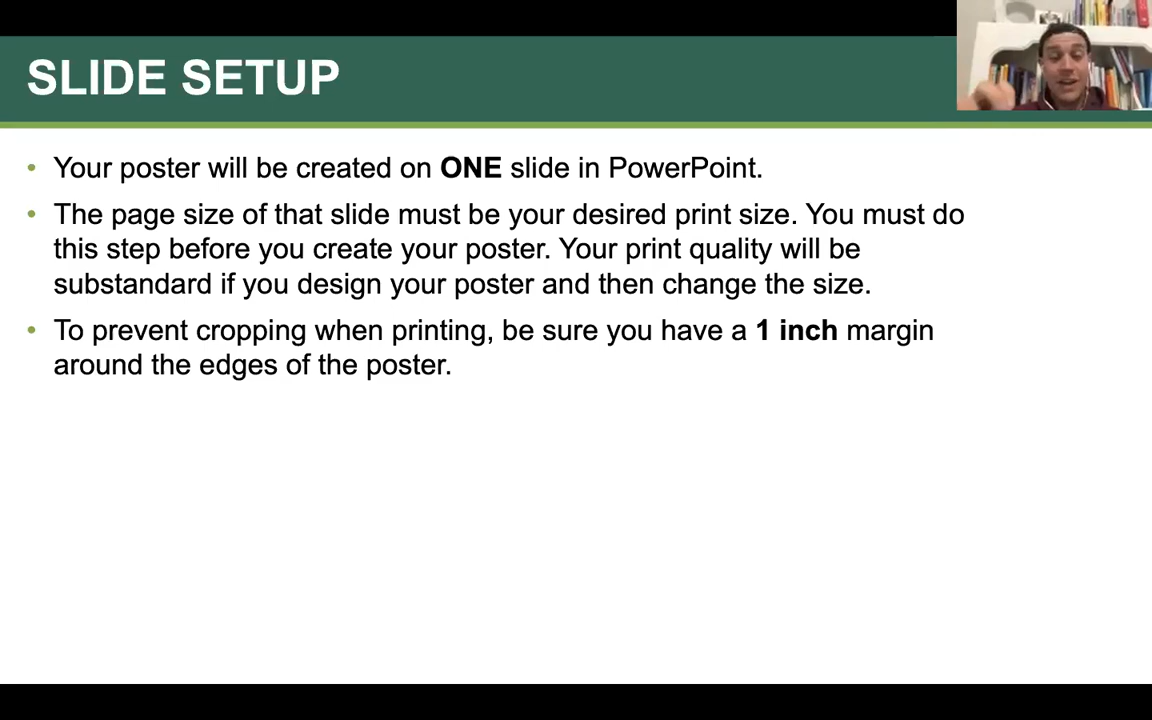 SLIDE SETUP
• Your poster will be created on ONE slide in PowerPoint.
• The page size of that slide must be your desired print size. You must do
this step before you create your poster. Your print quality will be
substandard if you design your poster and then change the size.
• To prevent cropping when printing, be sure you have a 1 inch margin
around the edges of the poster.